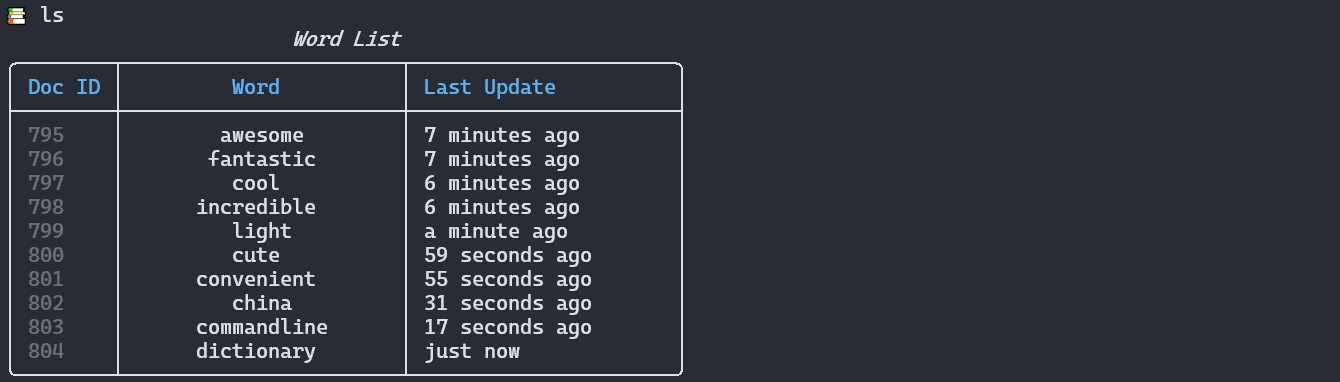 ls
Word List
Doc ID Word Last Update
795 awesome 7 minutes ago
796 fantastic 7 minutes ago
797 cool 6 minutes ago
798 incredible 6 minutes ago
799 light a minute ago
800 cute 59 seconds ago
801 convenient 55 seconds ago
802 china 31 seconds ago
803 commandline 17 seconds ago
804 dictionary just now